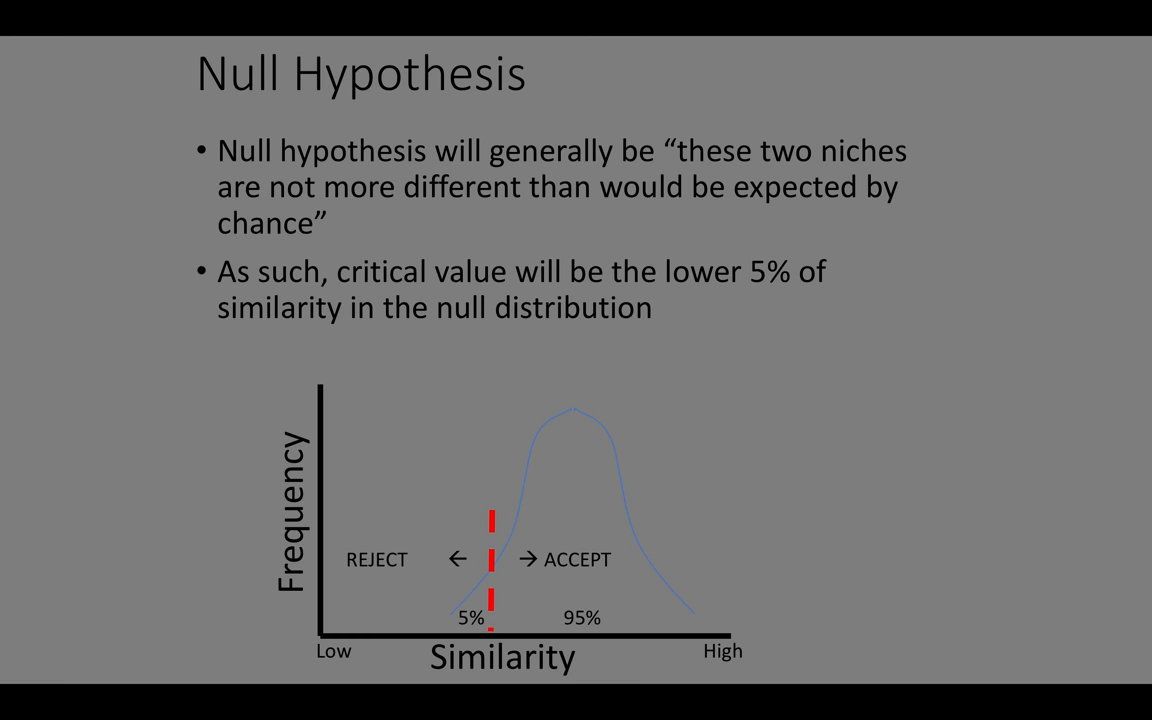 Null Hypothesis
• Null hypothesis will generally be “these two niches
are not more different than would be expected by
chance”
• As such, critical value will be the lower 5% of
similarity in the null distribution
Frequency
REJECT ← → ACCEPT
5% 95%
Low Similarity High